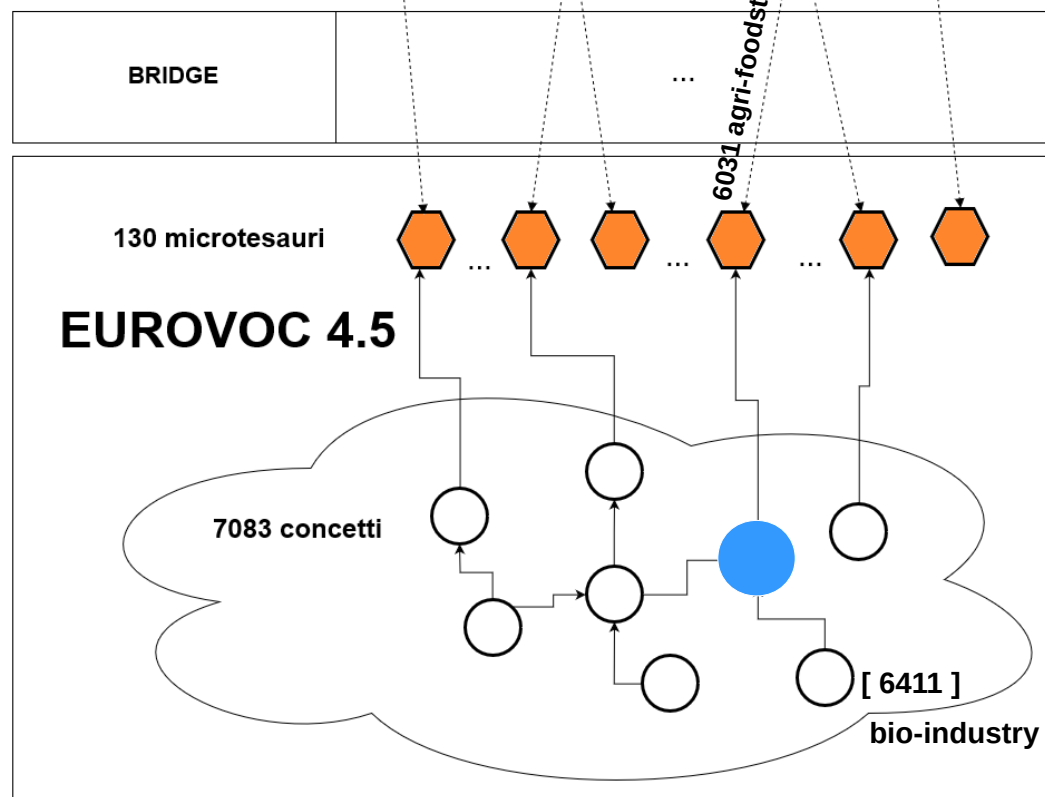 BRIDGE
...
6031 agri-foodst
130 microtesauri
...
...
...
EUROVOC 4.5
7083 concetti
[ 6411 ]
bio-industry